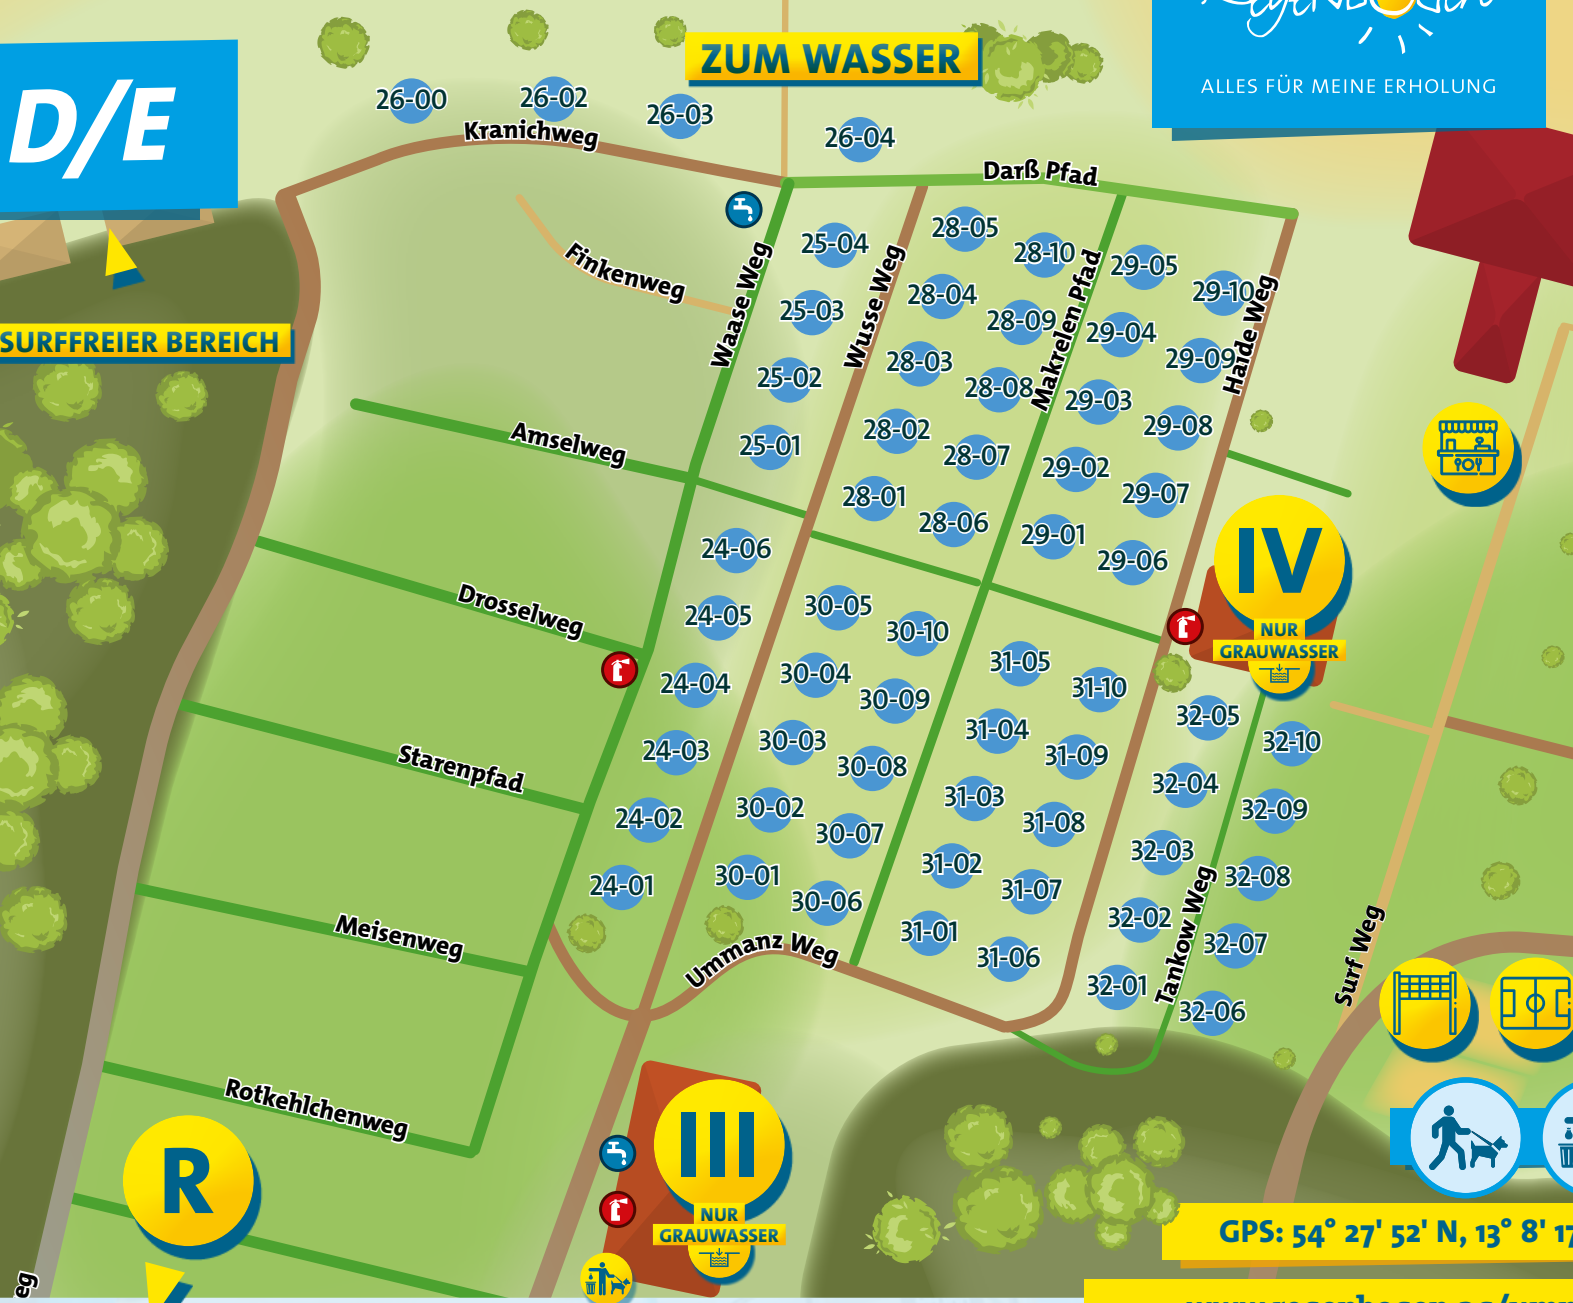 Regenbogen
ALLES FÜR MEINE ERHOLUNG
D/E
ZUM WASSER
26-00
26-02
26-03
26-04
Kranichweg
Darß Pfad
Finkenweg
Waase Weg
Wusse Weg
Makrelen Pfad
Haide Weg
25-04
25-03
25-02
25-01
28-05
28-10
28-04
28-09
28-03
28-08
28-02
28-07
28-01
28-06
29-05
29-10
29-04
29-09
29-03
29-08
29-02
29-07
29-01
29-06
SURFFREIER BEREICH
Amselweg
Drosselweg
Starenpfad
Meisenweg
Rotkehlchenweg
24-06
24-05
24-04
24-03
24-02
24-01
30-05
30-10
30-04
30-09
30-03
30-08
30-02
30-07
30-01
30-06
31-05
31-10
31-04
31-09
31-03
31-08
31-02
31-07
31-01
31-06
IV
NUR
GRAUWASSER
32-05
32-10
32-04
32-09
32-03
32-08
32-02
32-07
32-01
32-06
Tankow Weg
Surf Weg
Ummanz Weg
III
NUR
GRAUWASSER
R
eg
GPS: 54° 27' 52' N, 13° 8' 17